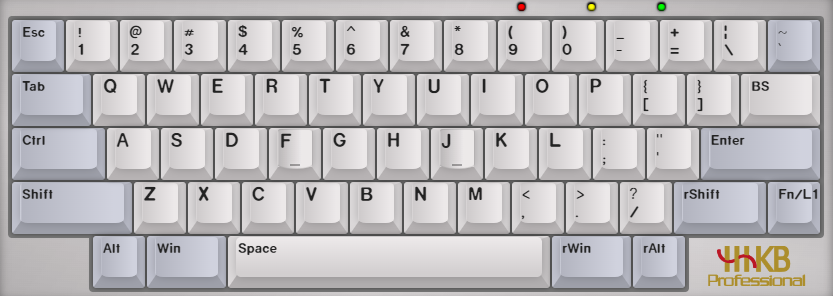 Esc ! @ # $ % ^ & * ( ) _ + ¦ ~
1 2 3 4 5 6 7 8 9 0 - = \ `
Tab Q W E R T Y U I O P { } BS
[ ]
Ctrl A S D F G H J K L : " Enter
_ _ ; '
Shift Z X C V B N M < > ? rShift Fn/L1
, . /
Alt Win Space rWin rAlt
HHKB
Professional